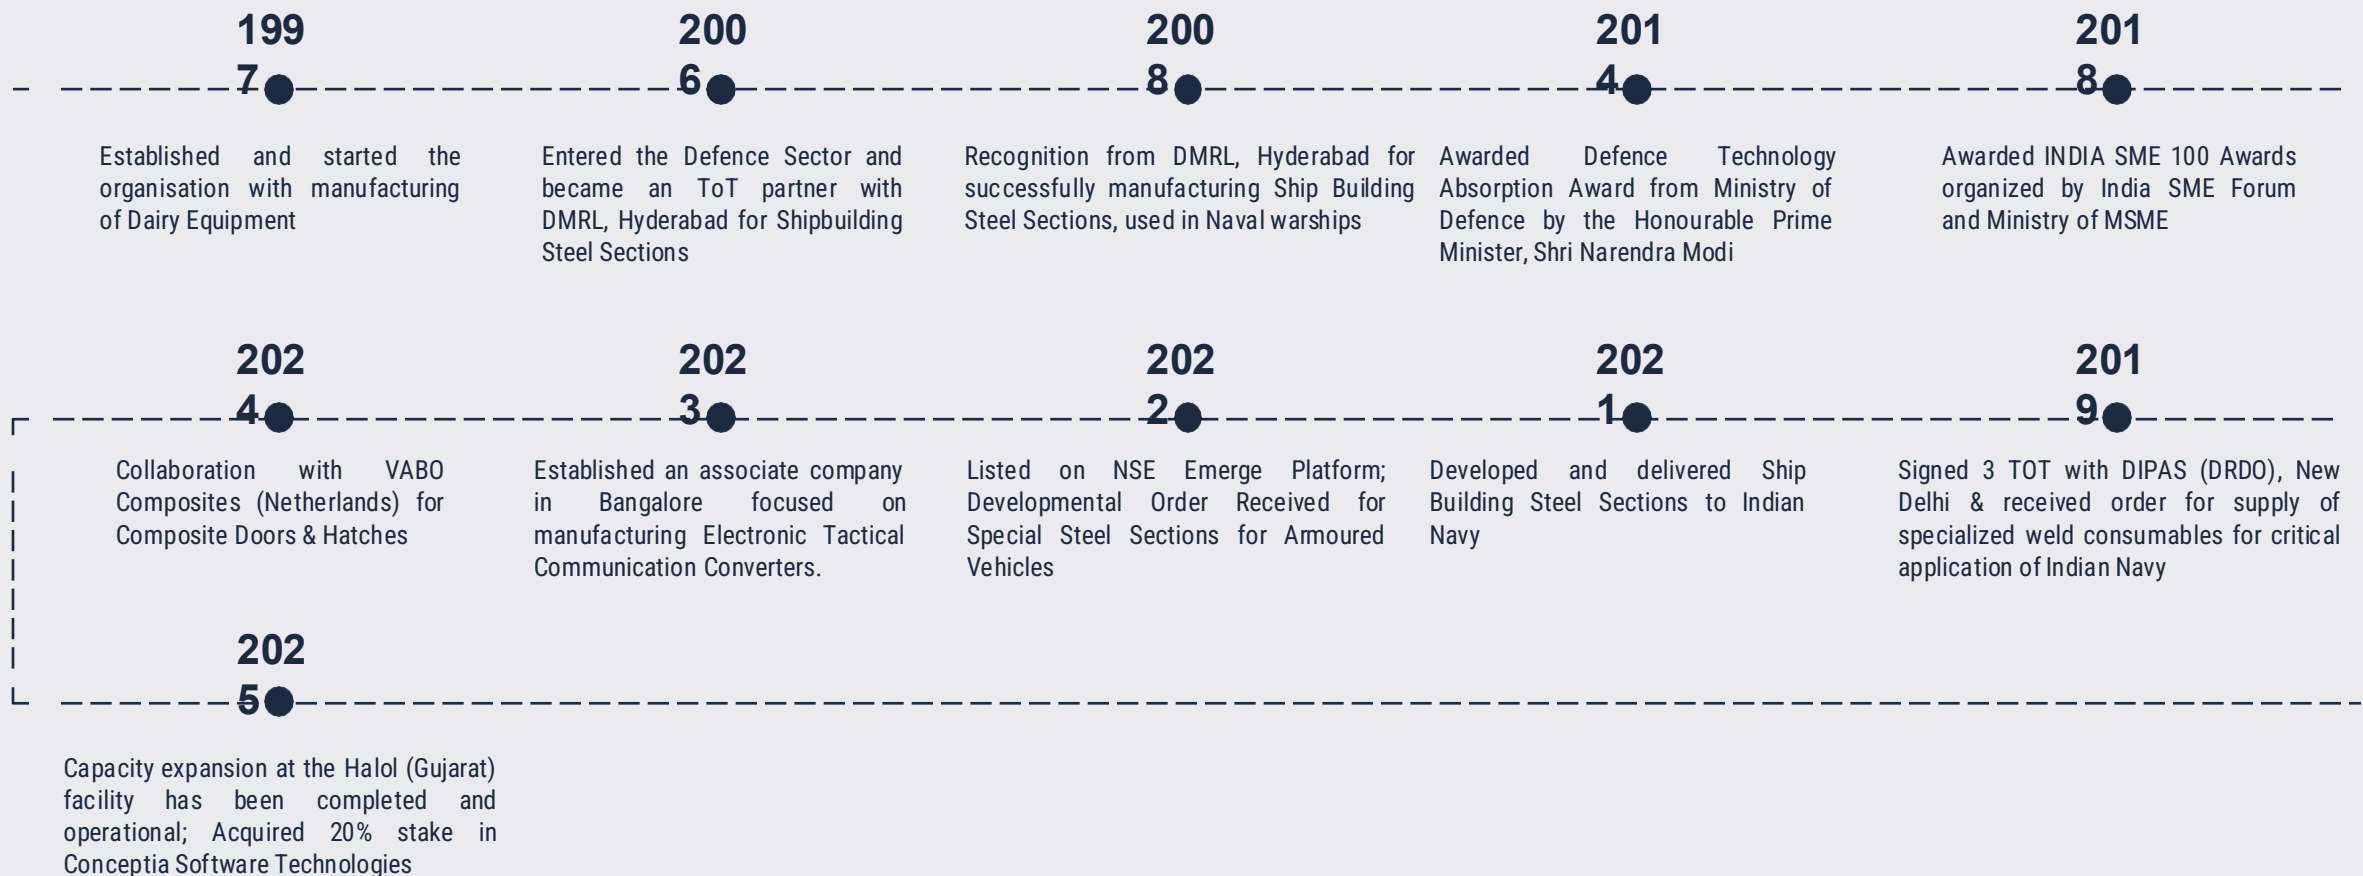 199
7
Established and started the
organisation with manufacturing
of Dairy Equipment
200
6
Entered the Defence Sector and
became an ToT partner with
DMRL, Hyderabad for Shipbuilding
Steel Sections
200
8
Recognition from DMRL, Hyderabad for
successfully manufacturing Ship Building
Steel Sections, used in Naval warships
201
4
Awarded Defence Technology
Absorption Award from Ministry of
Defence by the Honourable Prime
Minister, Shri Narendra Modi
201
8
Awarded INDIA SME 100 Awards
organized by India SME Forum
and Ministry of MSME
202
4
Collaboration with VABO
Composites (Netherlands) for
Composite Doors & Hatches
202
3
Established an associate company
in Bangalore focused on
manufacturing Electronic Tactical
Communication Converters.
202
2
Listed on NSE Emerge Platform;
Developmental Order Received for
Special Steel Sections for Armoured
Vehicles
202
1
Developed and delivered Ship
Building Steel Sections to Indian
Navy
201
9
Signed 3 TOT with DIPAS (DRDO), New
Delhi & received order for supply of
specialized weld consumables for critical
application of Indian Navy
202
5
Capacity expansion at the Halol (Gujarat)
facility has been completed and
operational; Acquired 20% stake in
Conceptia Software Technologies